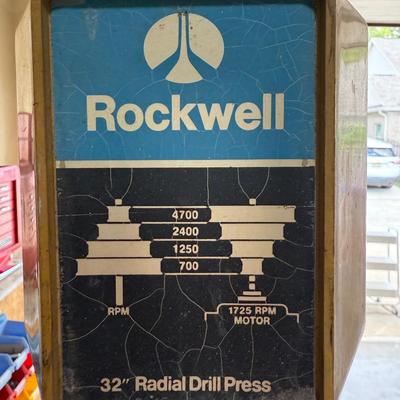 Rockwell
4700
2400
1250
700
RPM
1725 RPM
MOTOR
32" Radial Drill Press